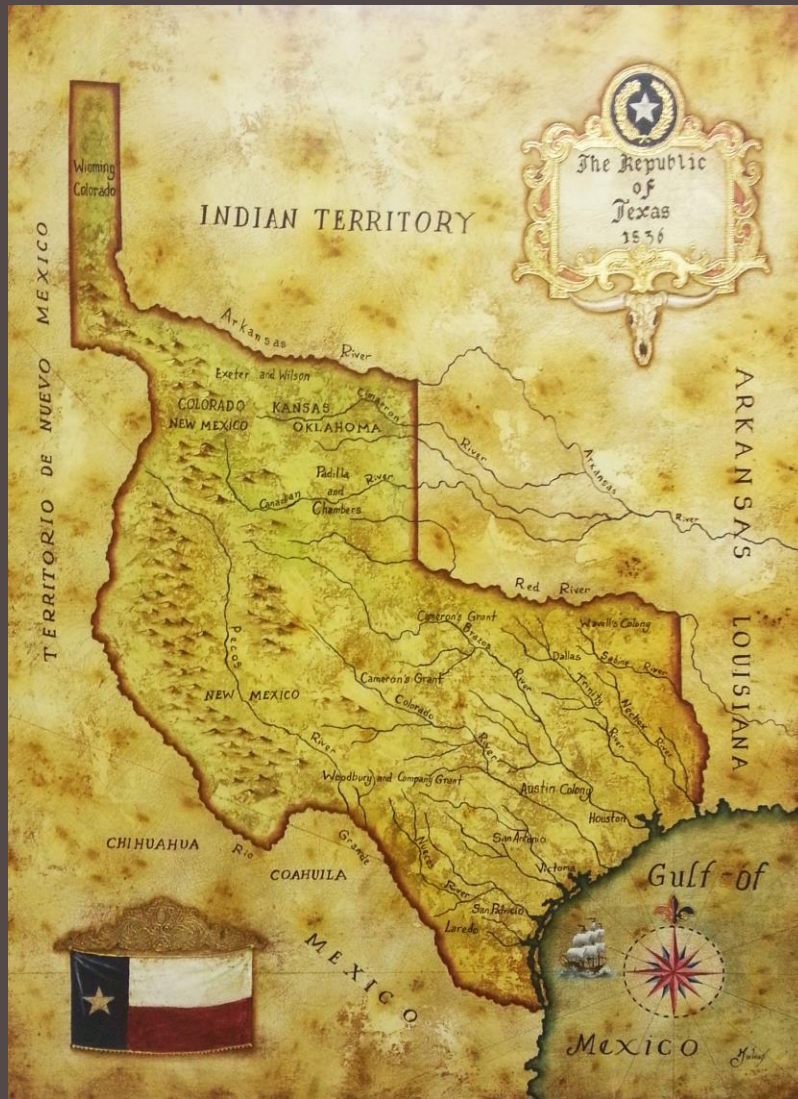 The Republic
of
Texas
1836
INDIAN TERRITORY
Wioming
Colorado
TERRITORIO DE NUEVO MEXICO
Arkansas River
Exeter and Wilson
COLORADO KANSAS
NEW MEXICO OKLAHOMA
Cimarron River
Arkansas River
Padilla
and
Chambers
Canadian River
ARKANSAS
LOUISIANA
Red River
Cameron's Grant
Wavell's Colony
Brazos River
Dallas
Sabine River
Pecos River
Cameron's Grant
Trinity River
Neches River
NEW MEXICO
Colorado River
Woodbury and Company Grant
Austin Colony
Houston
San Antonio
Victoria
CHIHUAHUA
Rio Grande
COAHUILA
Nueces River
San Patricio
Laredo
MEXICO
Gulf of
Mexico